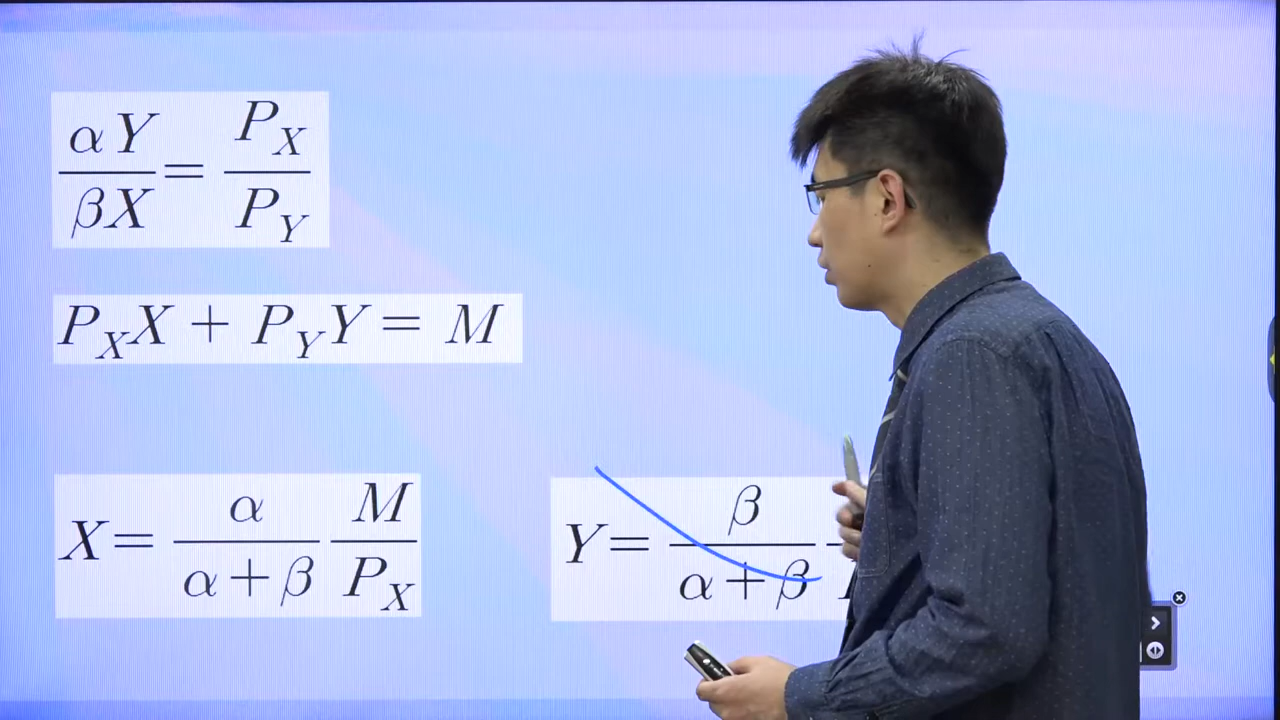 αY/βX = P_X/P_Y
P_X X + P_Y Y = M
X = α/(α+β) M/P_X
Y = β/(α+β)